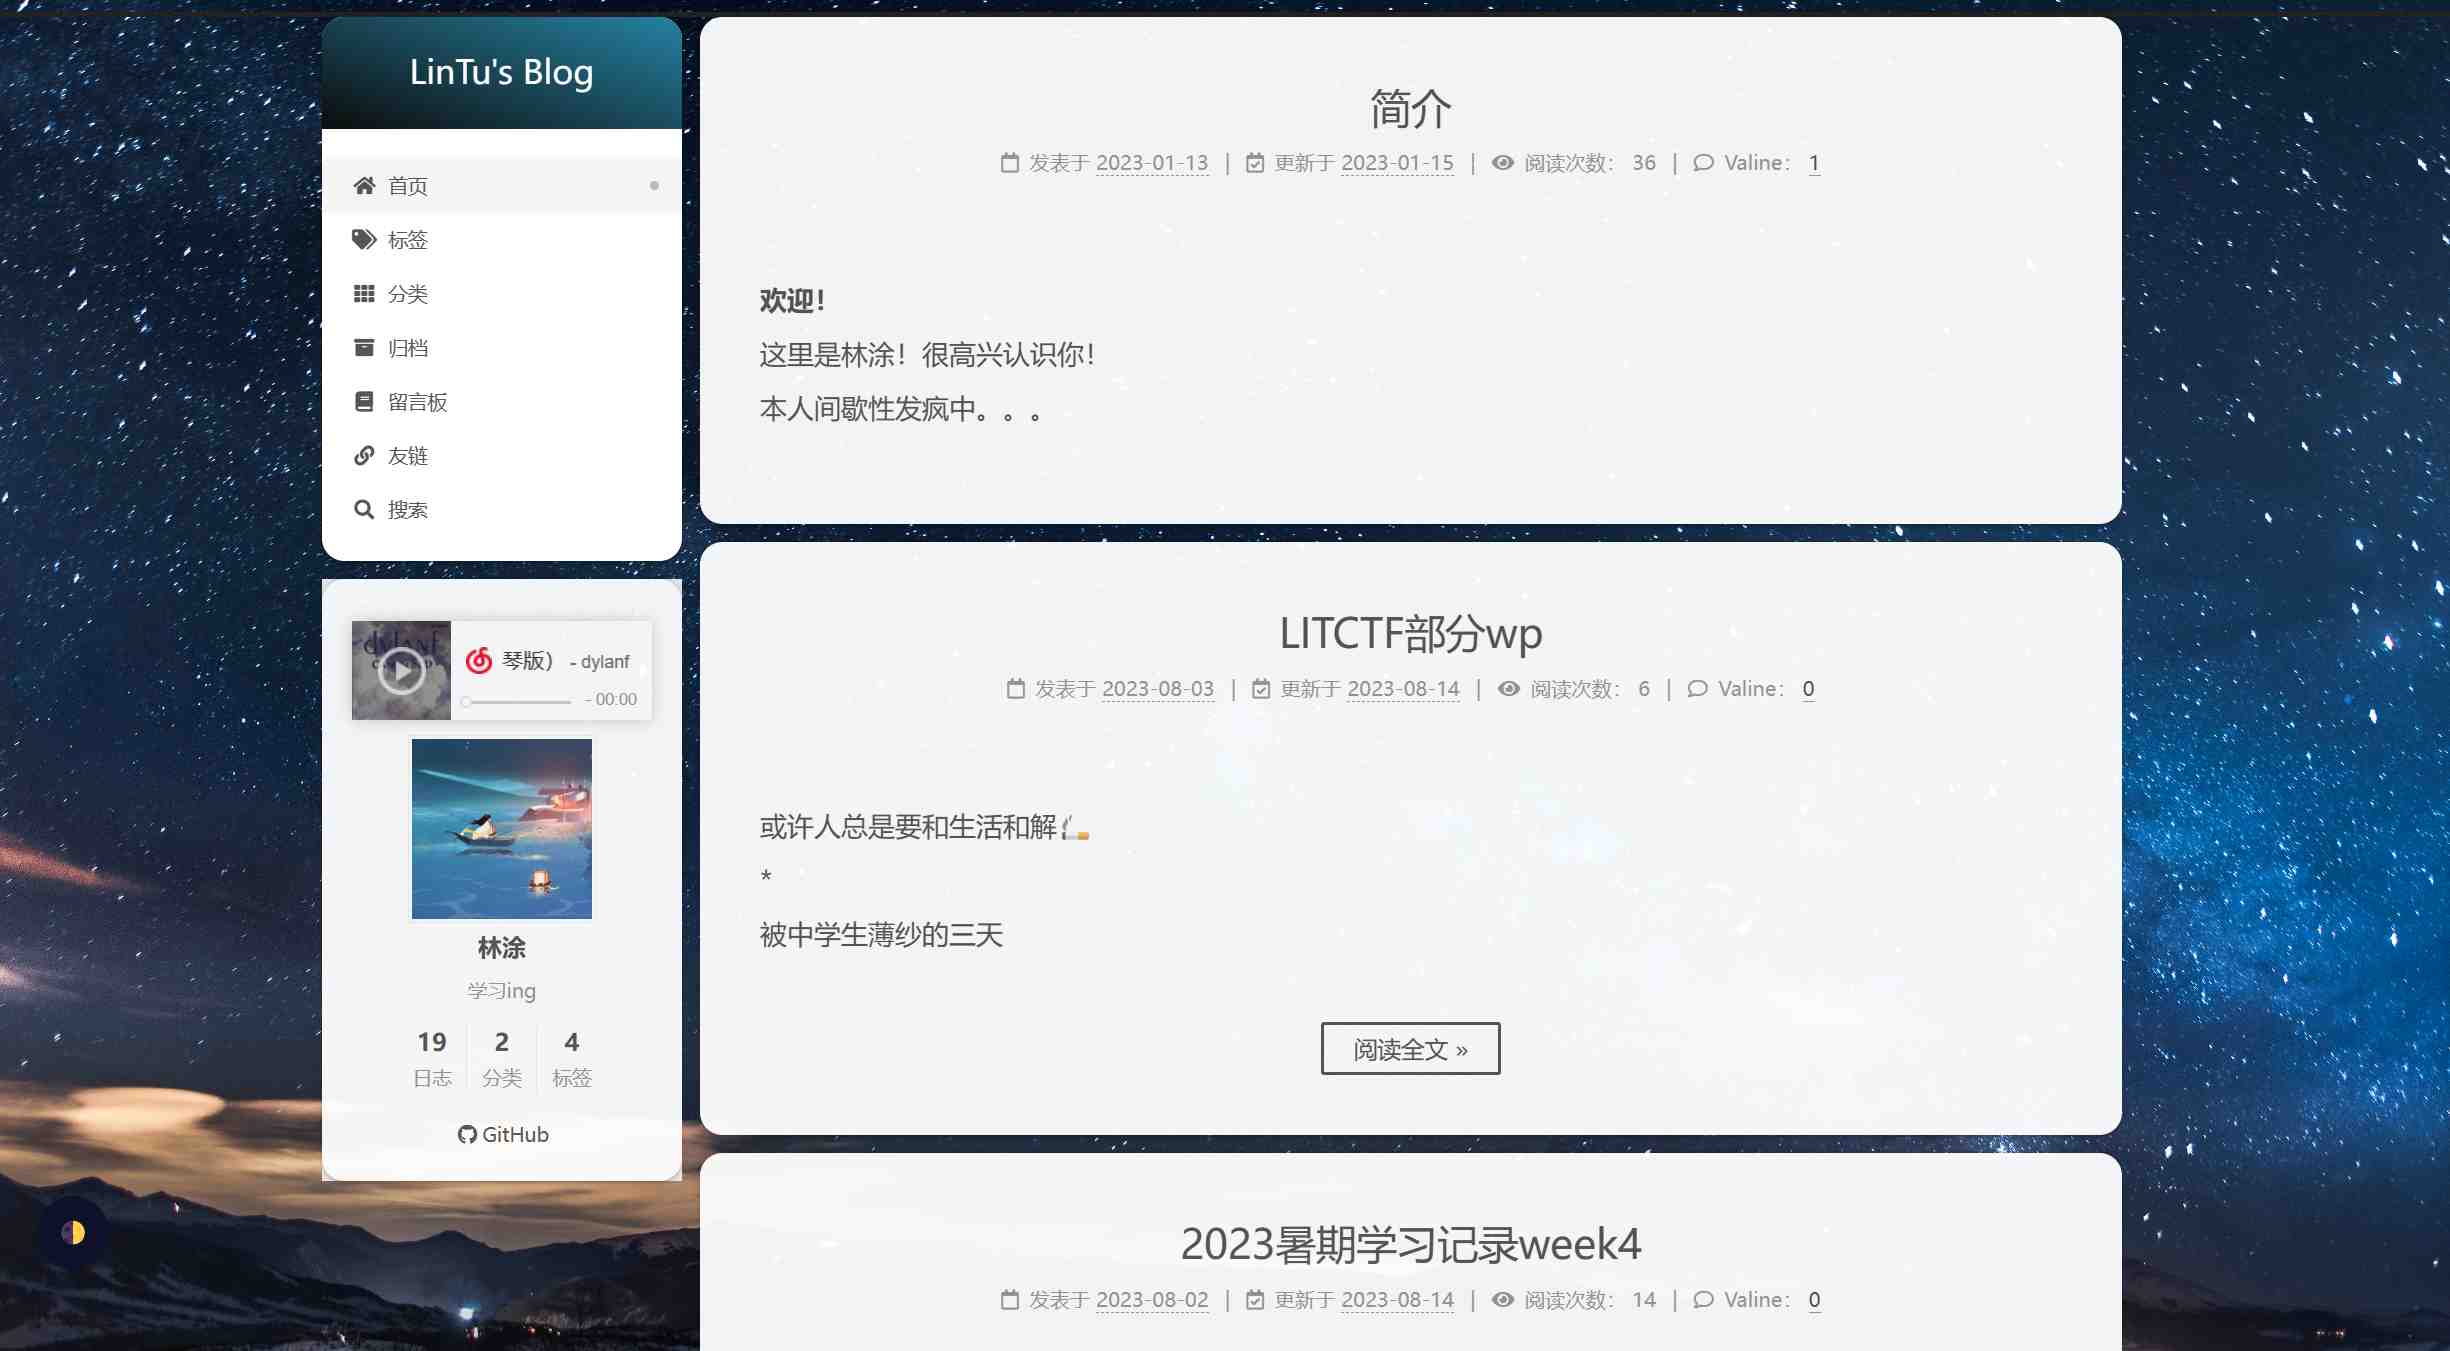 LinTu's Blog
首页
标签
分类
归档
留言板
友链
搜索
琴版） - dylanf
- 00:00
林涂
学习ing
19 2 4
日志 分类 标签
GitHub
简介
发表于 2023-01-13 | 更新于 2023-01-15 | 阅读次数： 36 | Valine： 1
欢迎！
这里是林涂！很高兴认识你！
本人间歇性发疯中。。。
LITCTF部分wp
发表于 2023-08-03 | 更新于 2023-08-14 | 阅读次数： 6 | Valine： 0
或许人总是要和生活和解🚬
*
被中学生薄纱的三天
阅读全文 »
2023暑期学习记录week4
发表于 2023-08-02 | 更新于 2023-08-14 | 阅读次数： 14 | Valine： 0